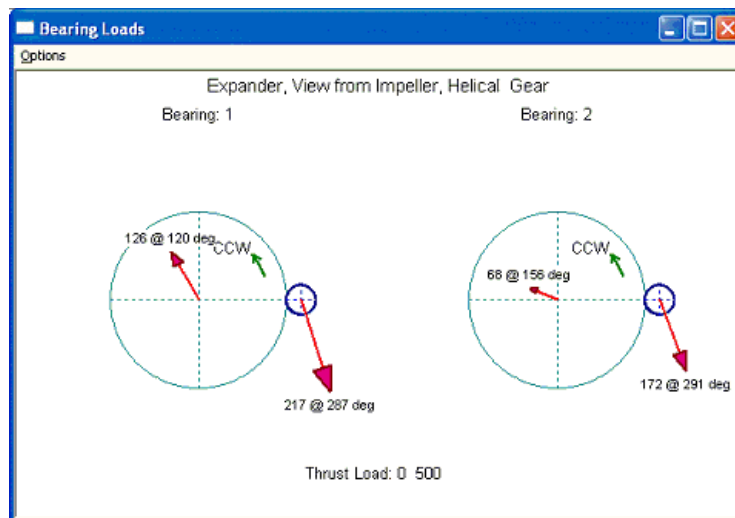 Bearing Loads
Options
Expander, View from Impeller, Helical Gear
Bearing: 1
Bearing: 2
126 @ 120 deg
CCW
217 @ 287 deg
68 @ 156 deg
CCW
172 @ 291 deg
Thrust Load: 0 500